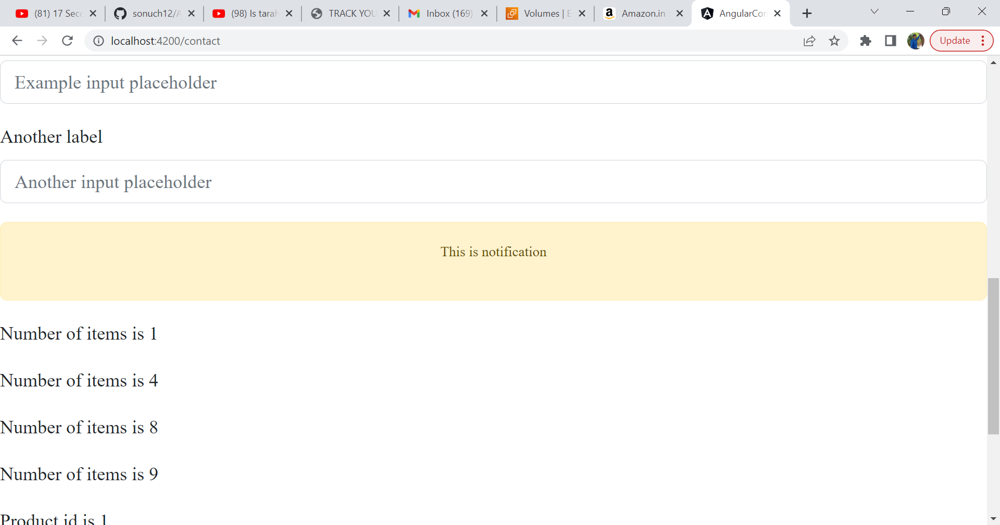 (81) 17 Sec sonuch12/A (98) Is tarah TRACK YOU Inbox (169) Volumes | E Amazon.in AngularCon
localhost:4200/contact Update
Example input placeholder
Another label
Another input placeholder
This is notification
Number of items is 1
Number of items is 4
Number of items is 8
Number of items is 9
Product id is 1